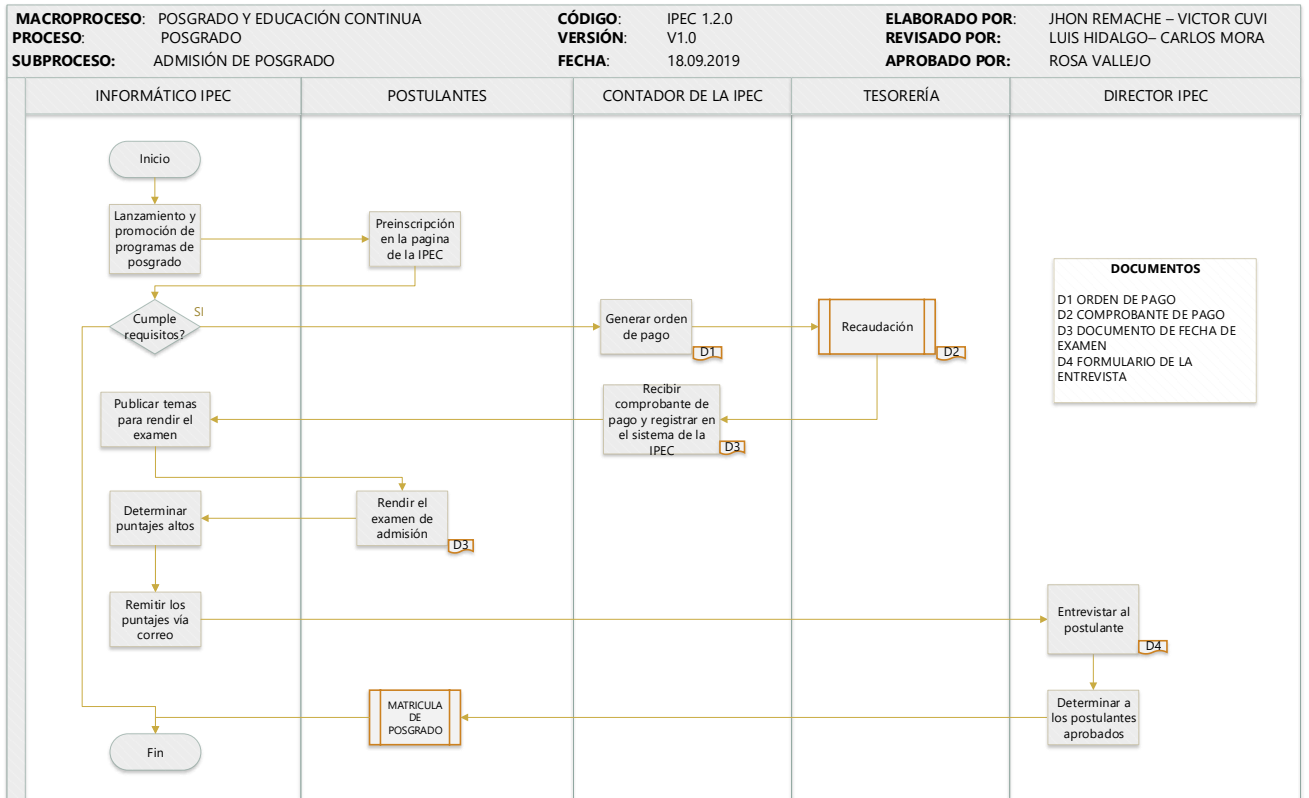 MACROPROCESO: POSGRADO Y EDUCACIÓN CONTINUA
CÓDIGO: IPEC 1.2.0
ELABORADO POR: JHON REMACHE – VICTOR CUVI
PROCESO: POSGRADO
VERSIÓN: V1.0
REVISADO POR: LUIS HIDALGO– CARLOS MORA
SUBPROCESO: ADMISIÓN DE POSGRADO
FECHA: 18.09.2019
APROBADO POR: ROSA VALLEJO
INFORMÁTICO IPEC
POSTULANTES
CONTADOR DE LA IPEC
TESORERÍA
DIRECTOR IPEC
Inicio
Lanzamiento y
promoción de
programas de
posgrado
Preinscripción
en la pagina
de la IPEC
Cumple
requisitos?
SI
Generar orden
de pago
D1
Recaudación
D2
DOCUMENTOS
D1 ORDEN DE PAGO
D2 COMPROBANTE DE PAGO
D3 DOCUMENTO DE FECHA DE
EXAMEN
D4 FORMULARIO DE LA
ENTREVISTA
Recibir
comprobante de
pago y registrar en
el sistema de la
IPEC
D3
Publicar temas
para rendir el
examen
Rendir el
examen de
admisión
D3
Determinar
puntajes altos
Remitir los
puntajes vía
correo
Entrevistar al
postulante
D4
Determinar a
los postulantes
aprobados
MATRICULA
DE
POSGRADO
Fin